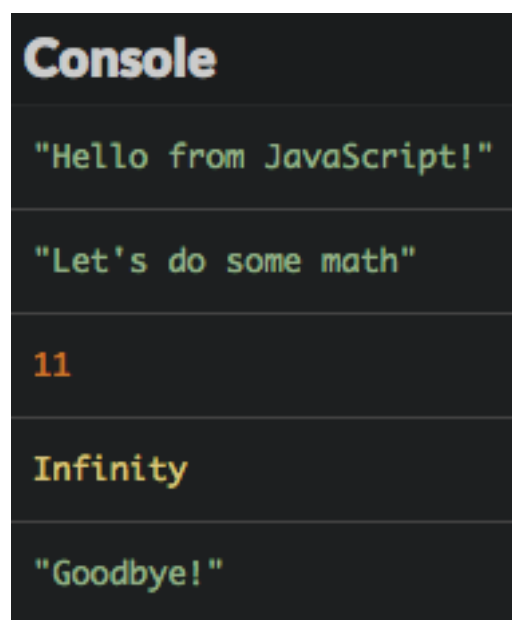 Console
"Hello from JavaScript!"
"Let's do some math"
11
Infinity
"Goodbye!"